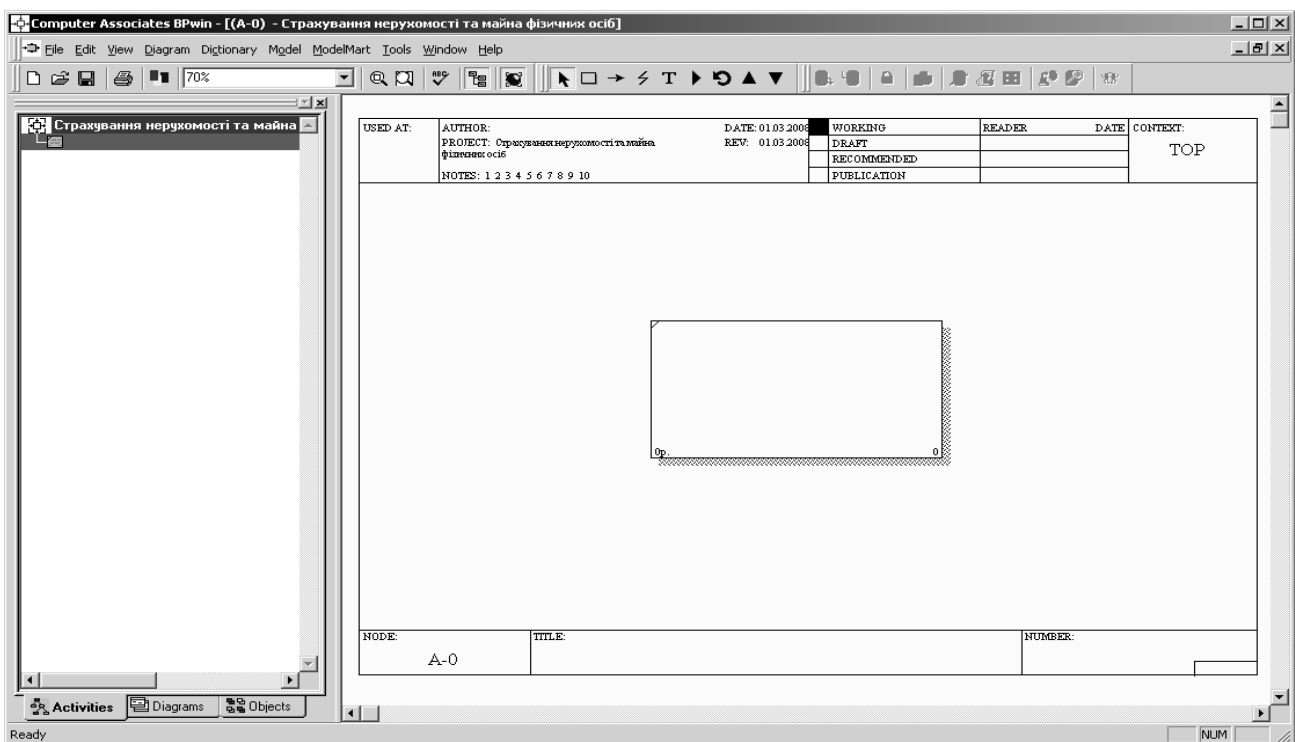 Computer Associates BPwin - [(A-0) - Страхування нерухомості та майна фізичних осіб]
File Edit View Diagram Dictionary Model ModelMart Tools Window Help
70%
ABC
T
Страхування нерухомості та майна
USED AT:
AUTHOR:
DATE: 01.03.2008
PROJECT: Страхування нерухомості та майна
фізичних осіб
REV: 01.03.2008
NOTES: 1 2 3 4 5 6 7 8 9 10
WORKING
DRAFT
RECOMMENDED
PUBLICATION
READER DATE
CONTEXT:
TOP
0р. 0
NODE:
A-0
TITLE:
NUMBER:
Activities Diagrams Objects
Ready NUM